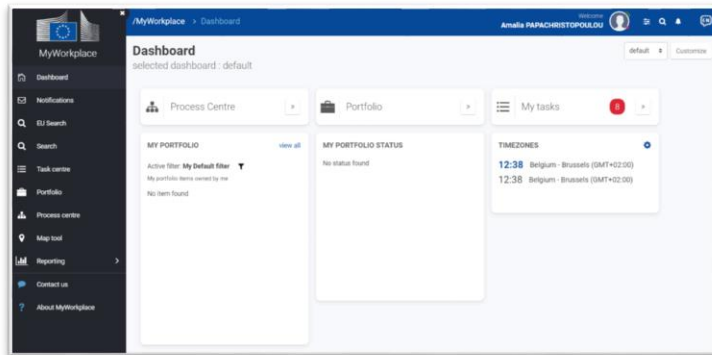 MyWorkplace
Dashboard
Notifications
EU Search
Search
Task centre
Portfolio
Process centre
Map tool
Reporting
Contact us
? About MyWorkplace
/MyWorkplace > Dashboard
Welcome
Amalia PAPACHRISTOPOULOU
EN
Dashboard
selected dashboard : default
default
Customize
Process Centre
Portfolio
My tasks 8
MY PORTFOLIO view all
Active filter: My Default filter
My portfolio items owned by me
No item found
MY PORTFOLIO STATUS
No status found
TIMEZONES
12:38 Belgium - Brussels (GMT+02:00)
12:38 Belgium - Brussels (GMT+02:00)